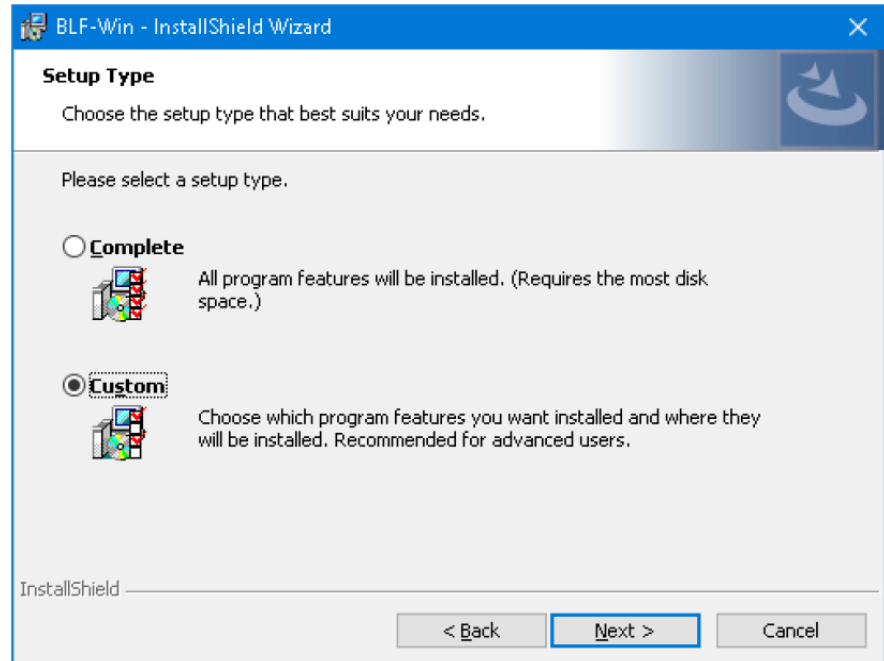 BLF-Win - InstallShield Wizard
Setup Type
Choose the setup type that best suits your needs.
Please select a setup type.
Complete
All program features will be installed. (Requires the most disk
space.)
Custom
Choose which program features you want installed and where they
will be installed. Recommended for advanced users.
InstallShield
< Back
Next >
Cancel